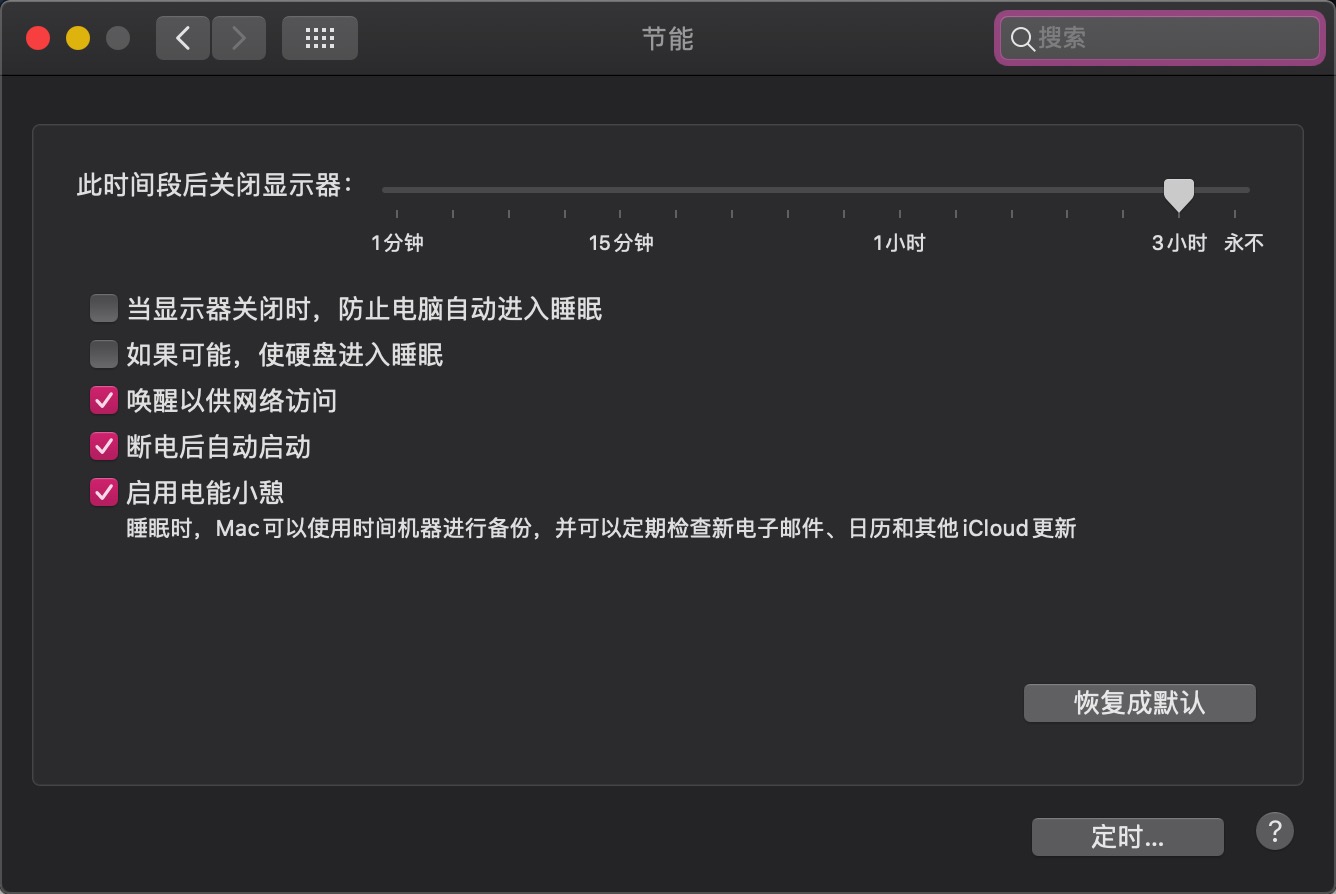 节能
搜索
此时间段后关闭显示器：
1分钟 15分钟 1小时 3小时 永不
当显示器关闭时，防止电脑自动进入睡眠
如果可能，使硬盘进入睡眠
唤醒以供网络访问
断电后自动启动
启用电能小憩
睡眠时，Mac可以使用时间机器进行备份，并可以定期检查新电子邮件、日历和其他iCloud更新
恢复成默认
定时...
?